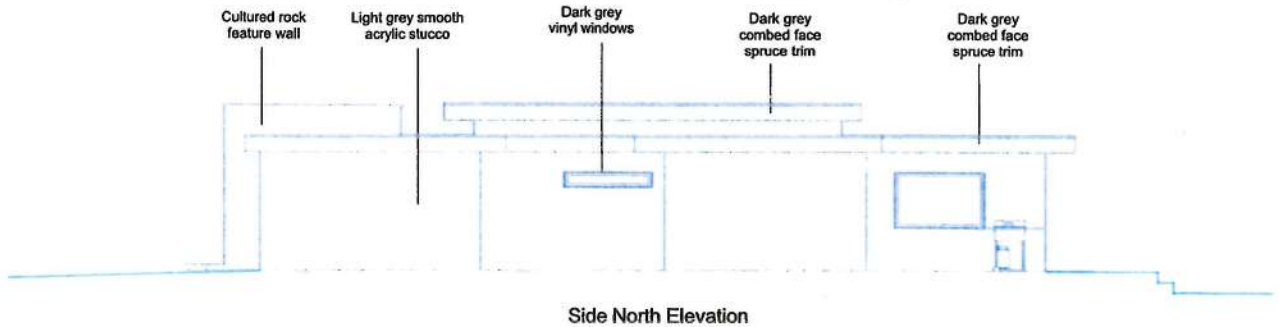 Cultured rock
feature wall
Light grey smooth
acrylic stucco
Dark grey
vinyl windows
Dark grey
combed face
spruce trim
Dark grey
combed face
spruce trim
Side North Elevation